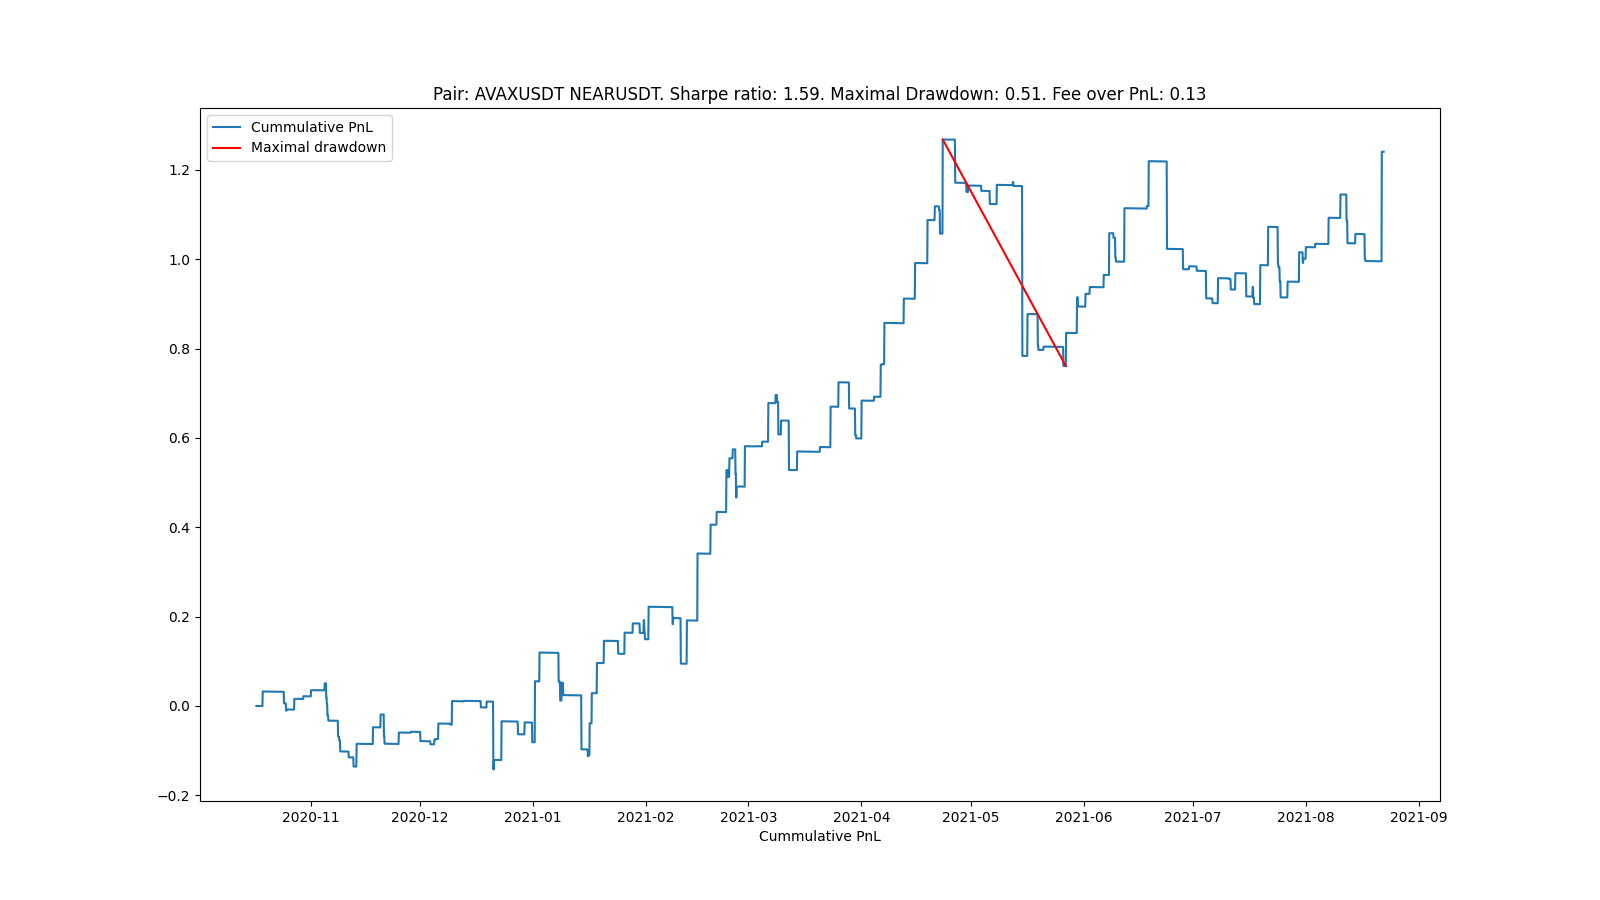 Pair: AVAXUSDT NEARUSDT. Sharpe ratio: 1.59. Maximal Drawdown: 0.51. Fee over PnL: 0.13
Cummulative PnL
Maximal drawdown
1.2
1.0
0.8
0.6
0.4
0.2
0.0
−0.2
2020-11 2020-12 2021-01 2021-02 2021-03 2021-04 2021-05 2021-06 2021-07 2021-08 2021-09
Cummulative PnL